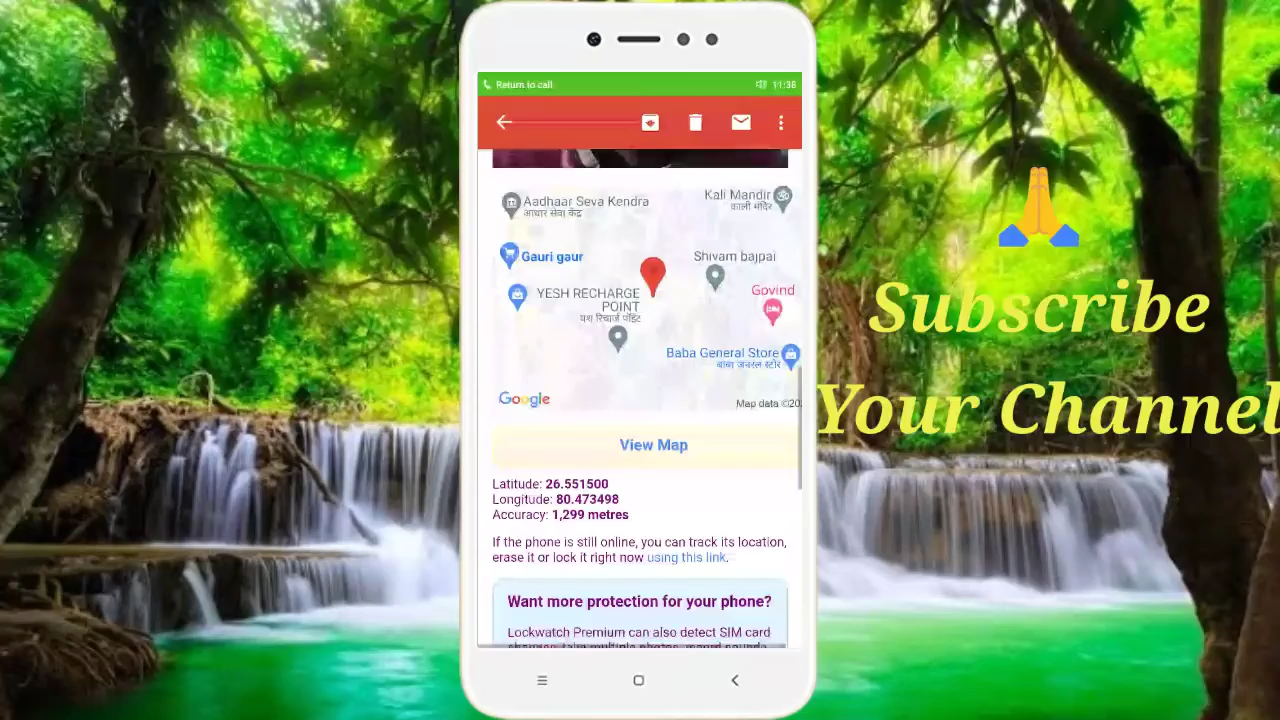 Return to call
11:38
Aadhaar Seva Kendra
आधार सेवा केंद्र
Kali Mandir
काली मंदिर
Gauri gaur
Shivam bajpai
YESH RECHARGE
POINT
यश रिचार्ज पॉइंट
Govind
Baba General Store
बाबा जनरल स्टोर
Google
Map data ©20
View Map
Latitude: 26.551500
Longitude: 80.473498
Accuracy: 1,299 metres
If the phone is still online, you can track its location,
erase it or lock it right now using this link.
Want more protection for your phone?
Lockwatch Premium can also detect SIM card
Subscribe
Your Channel